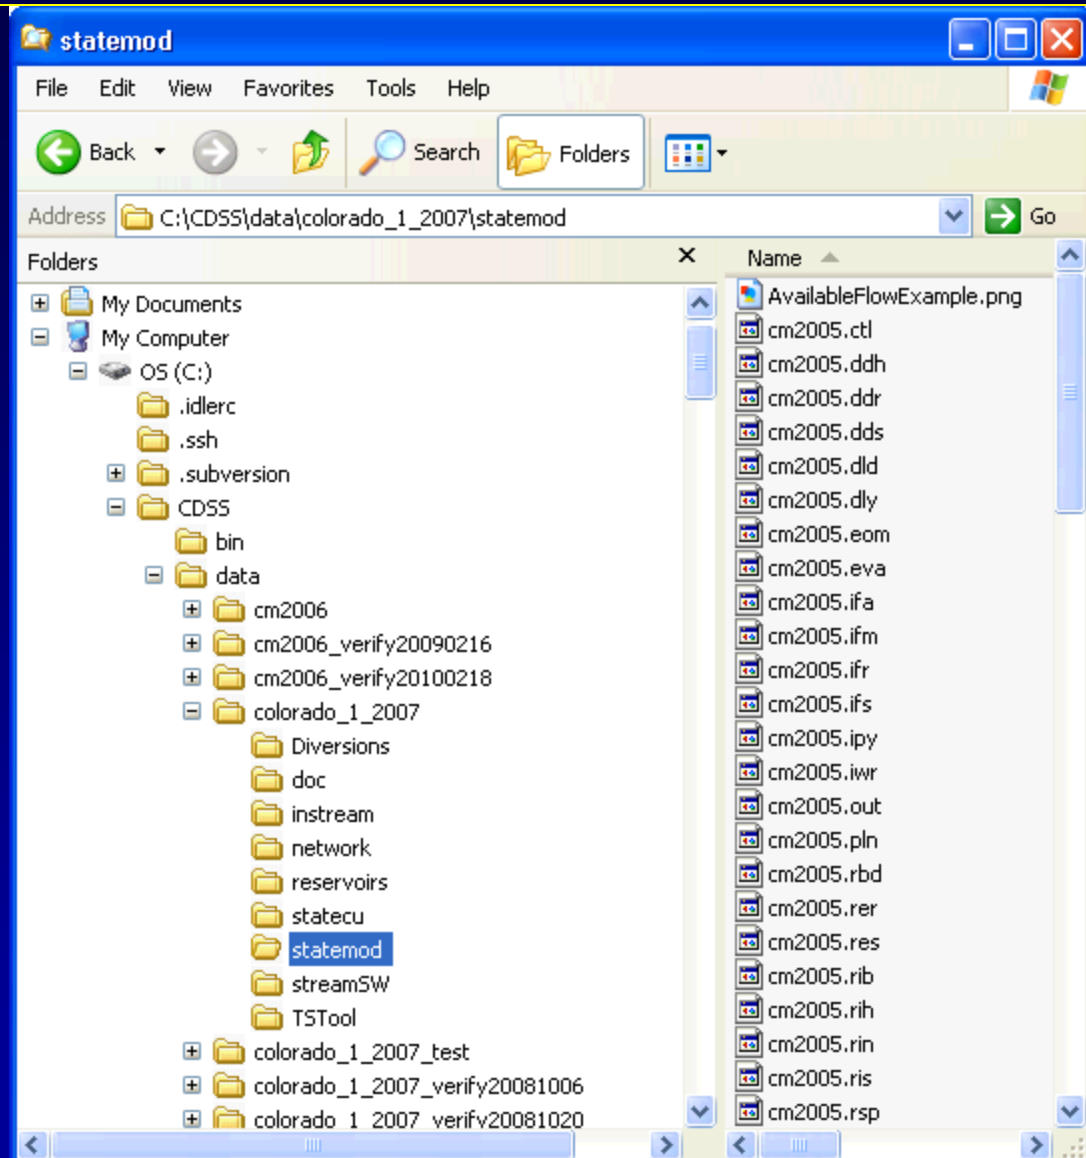 statemod
File Edit View Favorites Tools Help
Back Search Folders
Address C:\CDSS\data\colorado_1_2007\statemod Go
Folders
My Documents
My Computer
OS (C:)
.idlerc
.ssh
.subversion
CDSS
bin
data
cm2006
cm2006_verify20090216
cm2006_verify20100218
colorado_1_2007
Diversions
doc
instream
network
reservoirs
statecu
statemod
streamSW
TSTool
colorado_1_2007_test
colorado_1_2007_verify20081006
colorado_1_2007_verify20081020
Name
AvailableFlowExample.png
cm2005.ctl
cm2005.ddh
cm2005.ddr
cm2005.dds
cm2005.dld
cm2005.dly
cm2005.eom
cm2005.eva
cm2005.ifa
cm2005.ifm
cm2005.ifr
cm2005.ifs
cm2005.ipy
cm2005.iwr
cm2005.out
cm2005.pln
cm2005.rbd
cm2005.rer
cm2005.res
cm2005.rib
cm2005.rih
cm2005.rin
cm2005.ris
cm2005.rsp